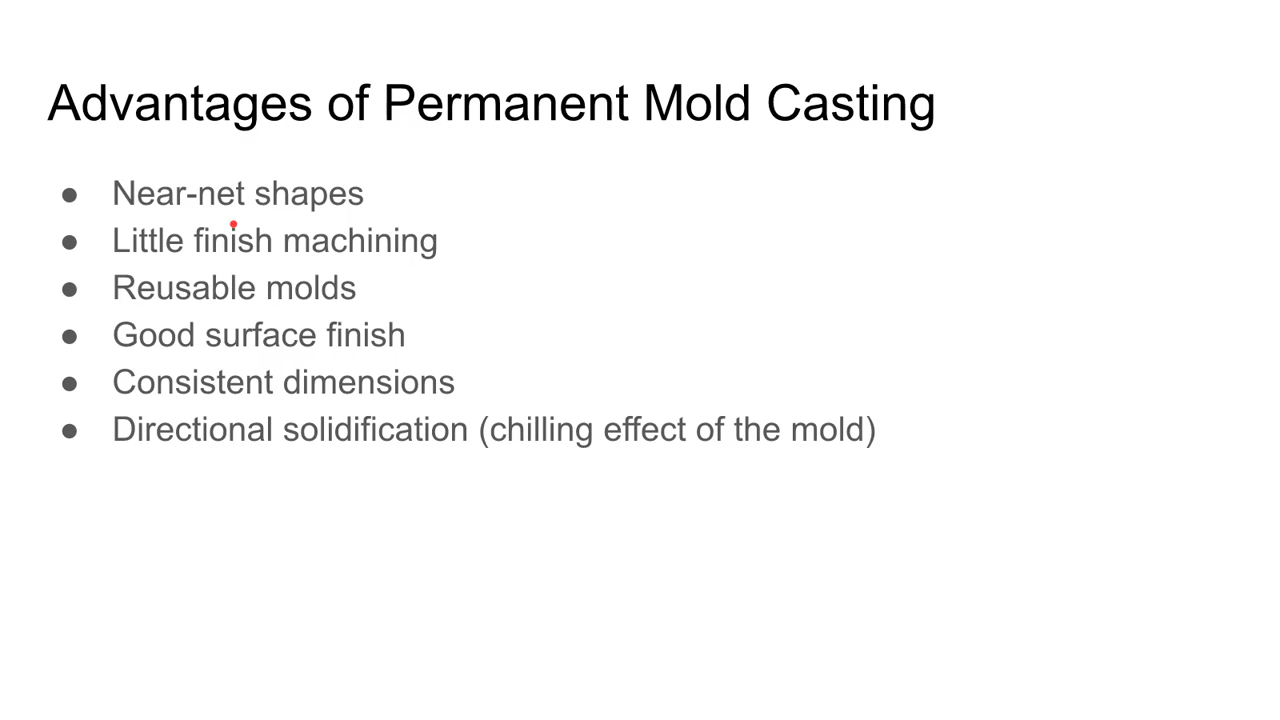 Advantages of Permanent Mold Casting
● Near-net shapes
● Little finish machining
● Reusable molds
● Good surface finish
● Consistent dimensions
● Directional solidification (chilling effect of the mold)